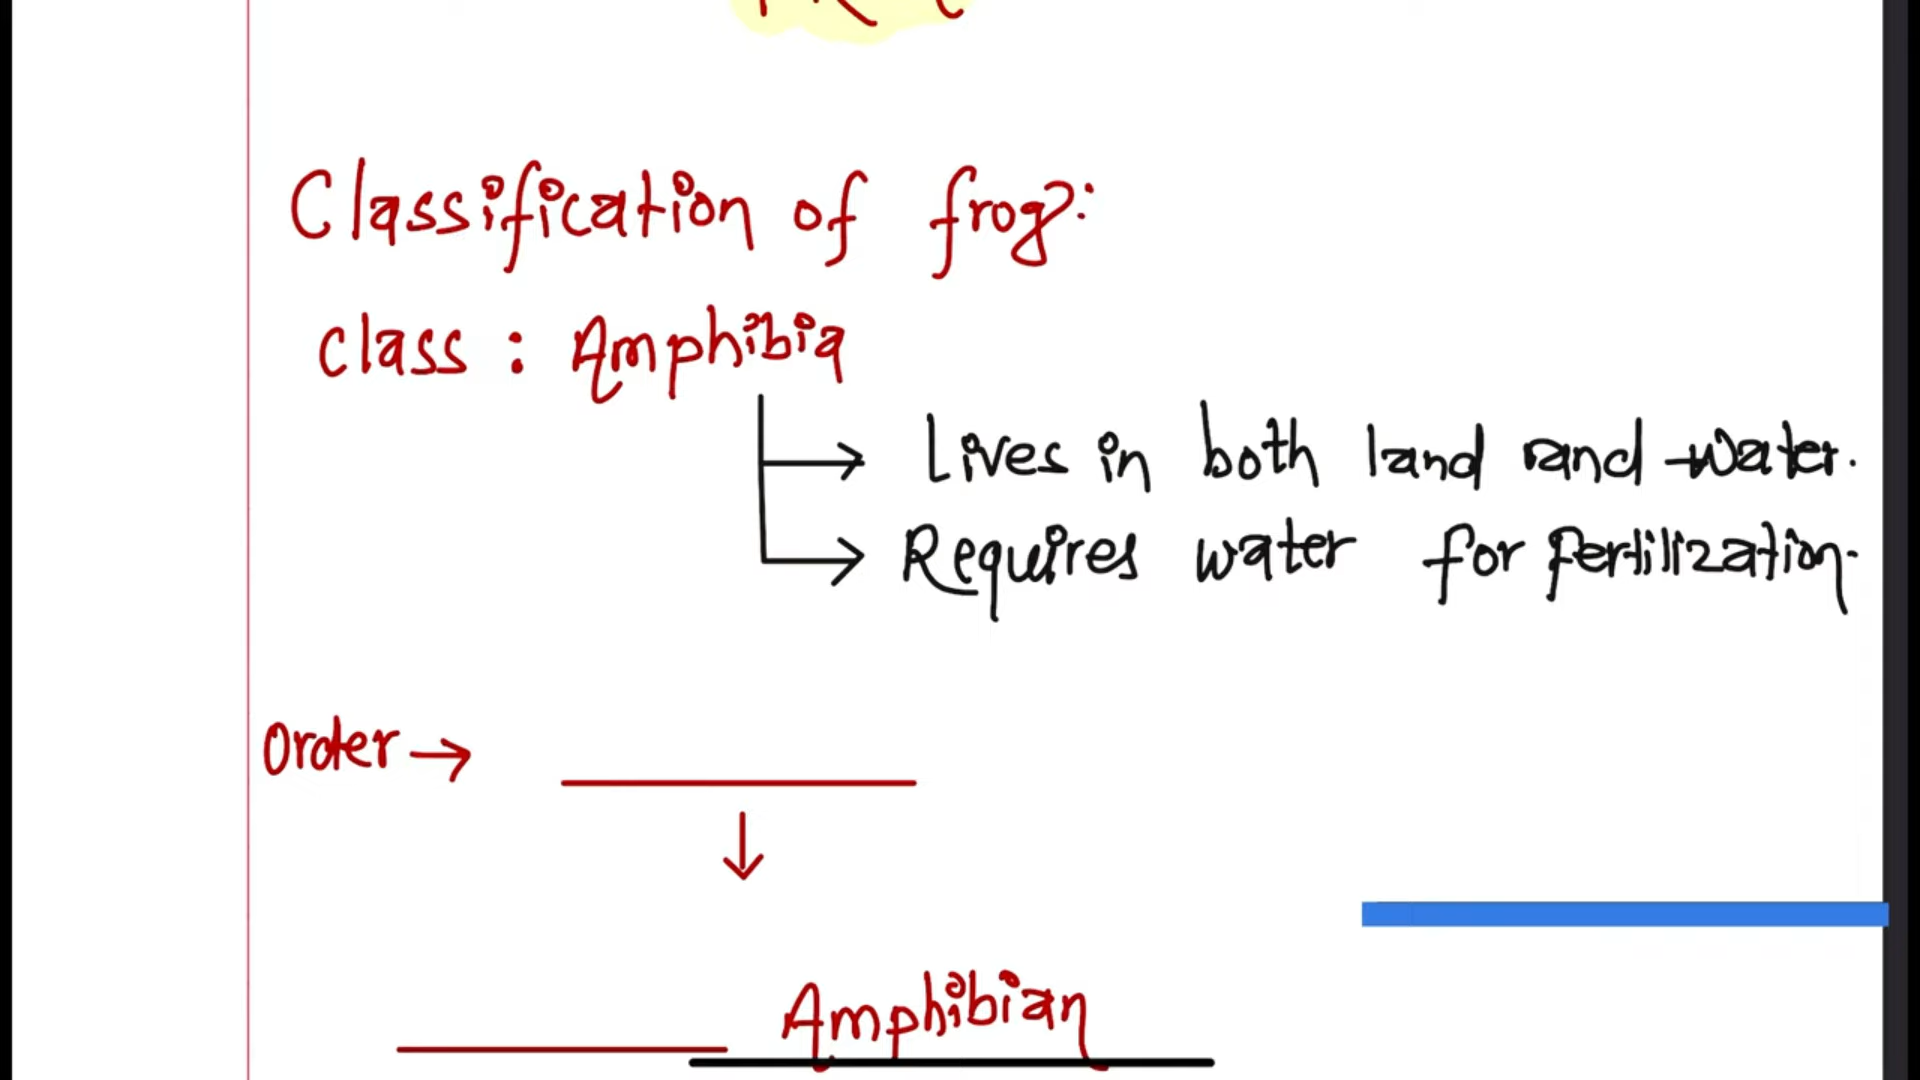 Classification of frog:
class : Amphibia
Lives in both land and water.
Requires water for fertilization.
Order →
Amphibian